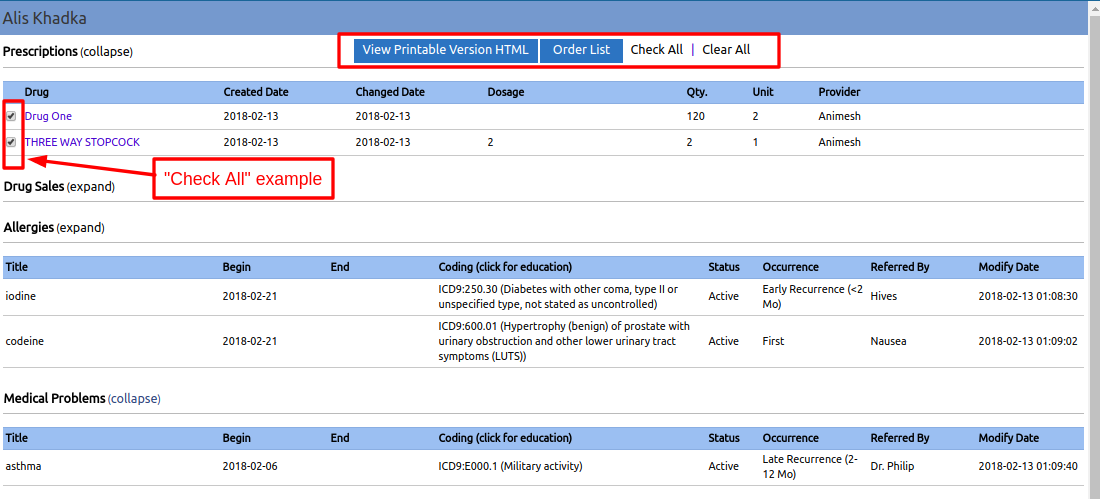 Alis Khadka
Prescriptions (collapse) View Printable Version HTML Order List Check All | Clear All
Drug Created Date Changed Date Dosage Qty. Unit Provider
Drug One 2018-02-13 2018-02-13 120 2 Animesh
THREE WAY STOPCOCK 2018-02-13 2018-02-13 2 2 1 Animesh
"Check All" example
Drug Sales (expand)
Allergies (expand)
Title Begin End Coding (click for education) Status Occurrence Referred By Modify Date
iodine 2018-02-21 ICD9:250.30 (Diabetes with other coma, type II or unspecified type, not stated as uncontrolled) Active Early Recurrence (<2 Mo) Hives 2018-02-13 01:08:30
codeine 2018-02-21 ICD9:600.01 (Hypertrophy (benign) of prostate with urinary obstruction and other lower urinary tract symptoms (LUTS)) Active First Nausea 2018-02-13 01:09:02
Medical Problems (collapse)
Title Begin End Coding (click for education) Status Occurrence Referred By Modify Date
asthma 2018-02-06 ICD9:E000.1 (Military activity) Active Late Recurrence (2-12 Mo) Dr. Philip 2018-02-13 01:09:40